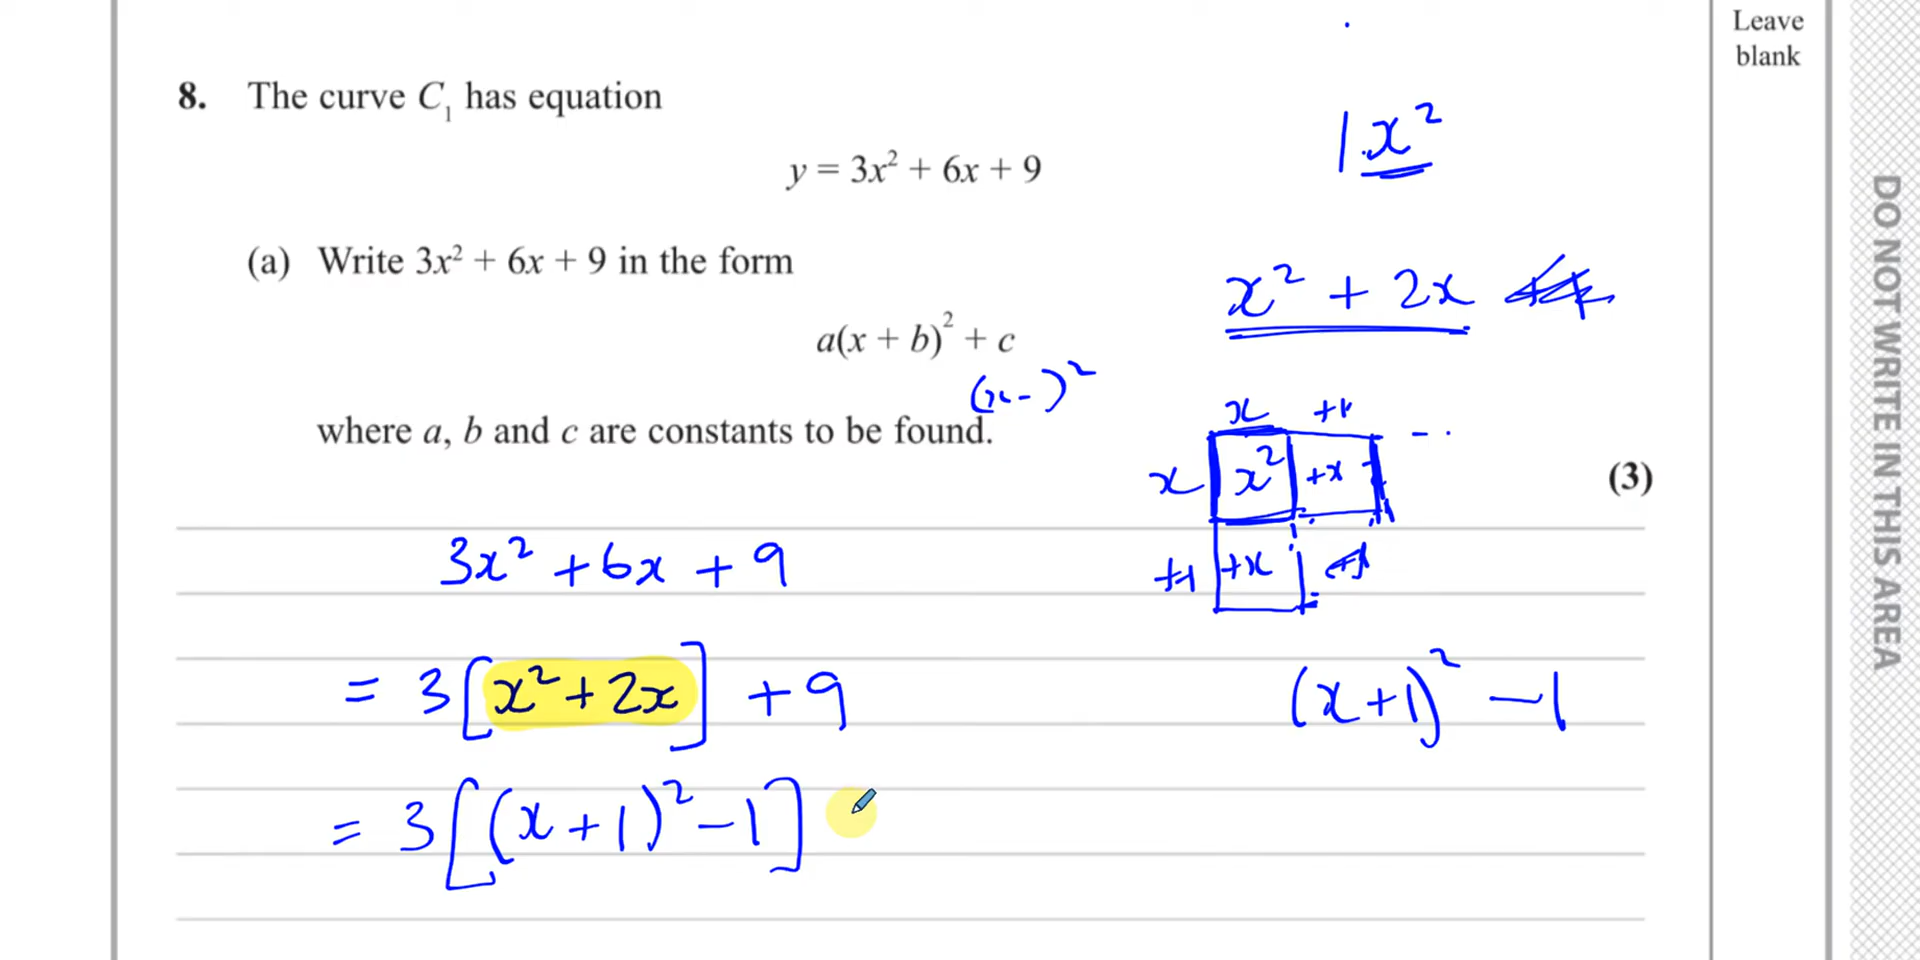 Leave
blank
8. The curve C₁ has equation
y = 3x² + 6x + 9
1x²
(a) Write 3x² + 6x + 9 in the form
x² + 2x
a(x + b)² + c
(x- )²
where a, b and c are constants to be found.
(3)
x +1
x x² +x
+1 +x
3x² + 6x + 9
= 3[x² + 2x] + 9
(x+1)² - 1
= 3[(x+1)² - 1]
DO NOT WRITE IN THIS AREA